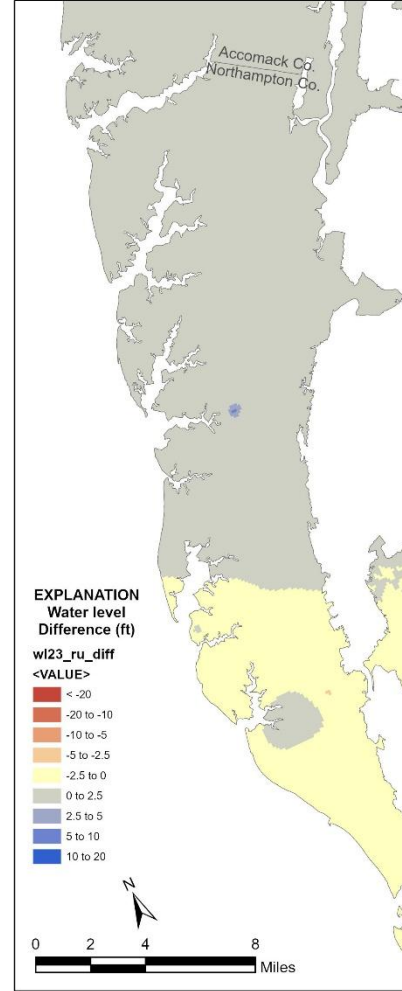 Accomack Co.
Northampton Co.
EXPLANATION
Water level
Difference (ft)
wl23_ru_diff
<VALUE>
< -20
-20 to -10
-10 to -5
-5 to -2.5
-2.5 to 0
0 to 2.5
2.5 to 5
5 to 10
10 to 20
N
0 2 4 8
Miles